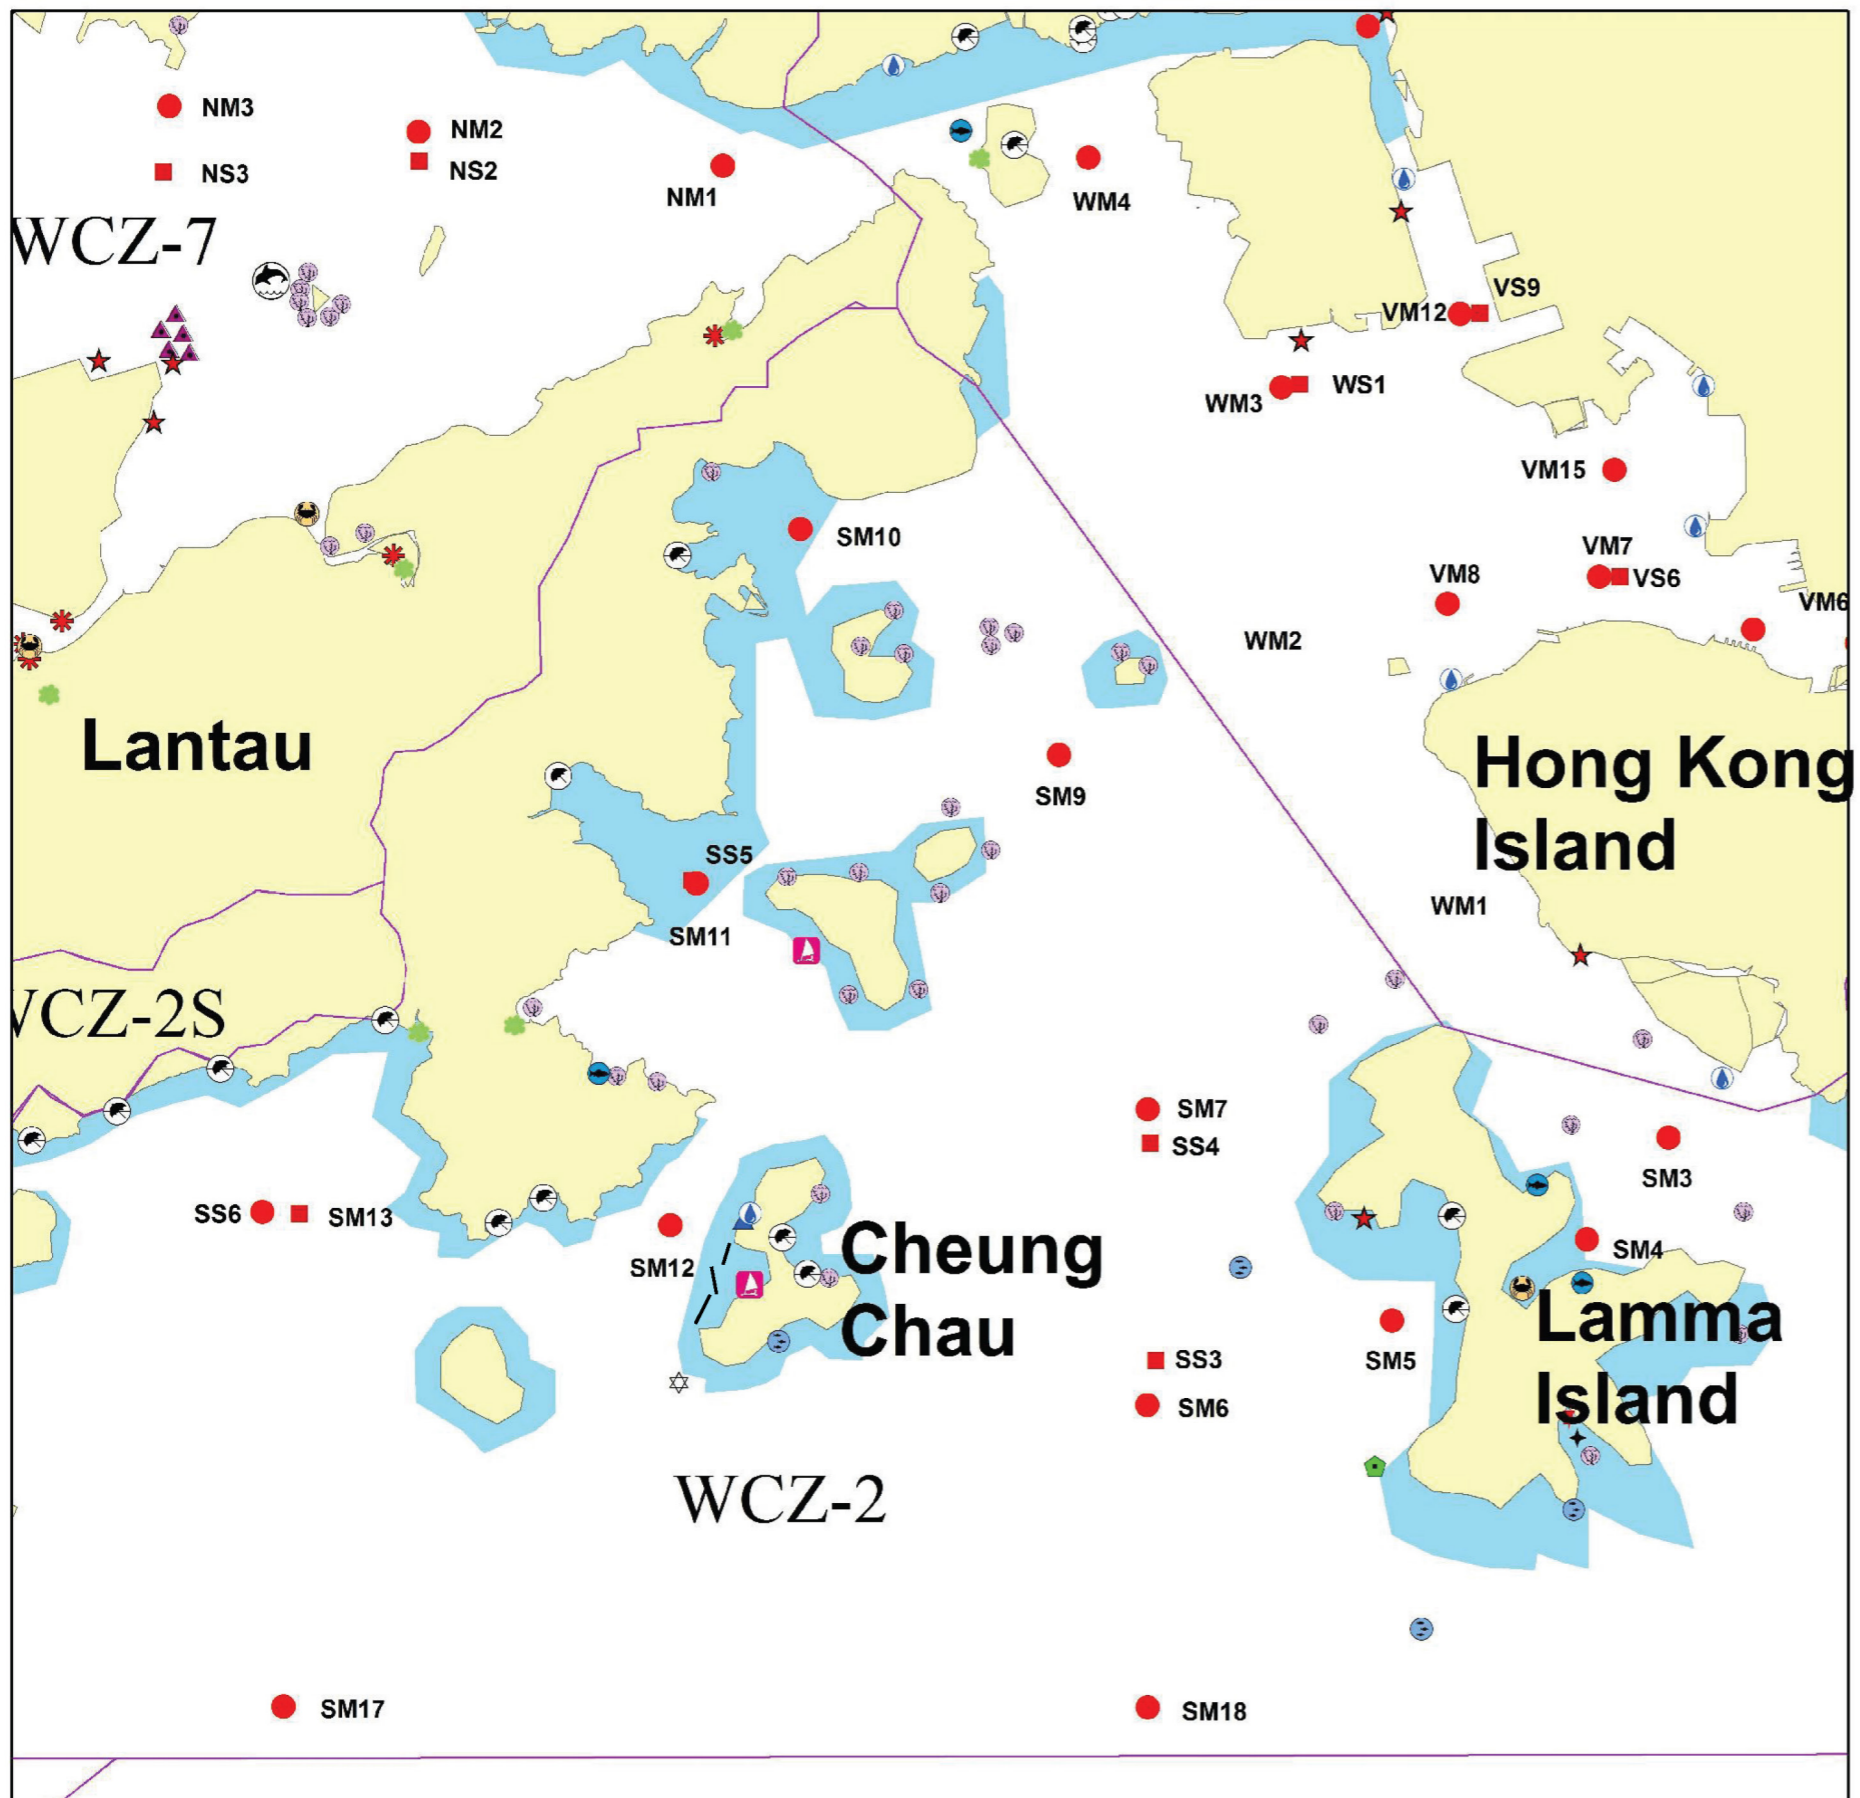 NM3
NM2
NS3
NS2
NM1
WM4
WCZ-7
VS9
VM12
WM3
WS1
VM15
SM10
VM7
VM8
VS6
VM6
WM2
Lantau
Hong Kong
Island
SM9
SS5
SM11
WM1
VCZ-2S
SM7
SS4
SM3
SS6
SM13
SM12
Cheung
Chau
SM4
Lamma
Island
SS3
SM5
SM6
WCZ-2
SM17
SM18